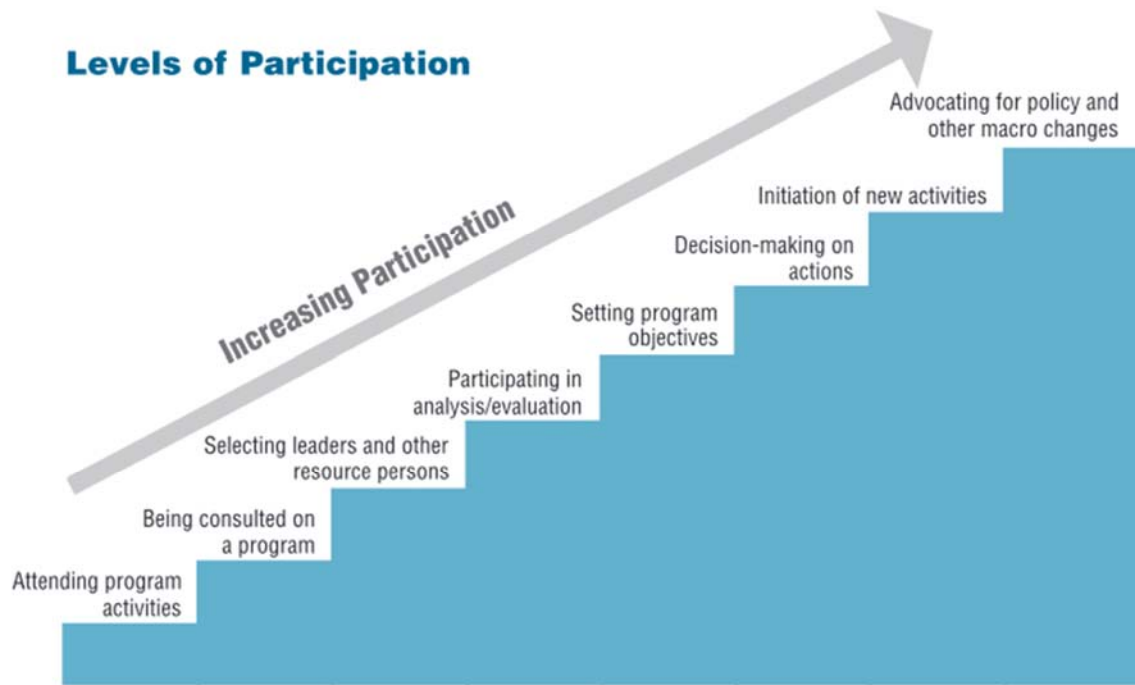 Levels of Participation
Advocating for policy and
other macro changes
Initiation of new activities
Decision-making on
actions
Increasing Participation
Setting program
objectives
Participating in
analysis/evaluation
Selecting leaders and other
resource persons
Being consulted on
a program
Attending program
activities